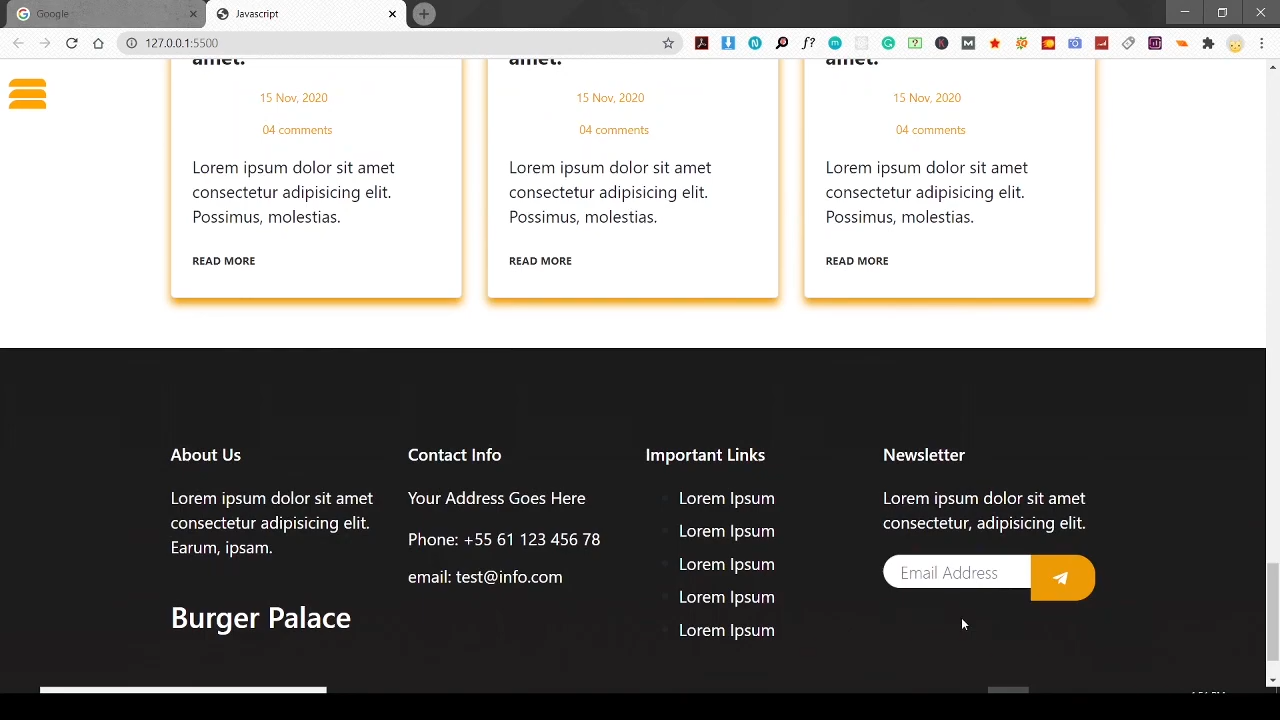 Google
Javascript
127.0.0.1:5500
amet.
amet.
amet.
15 Nov, 2020
15 Nov, 2020
15 Nov, 2020
04 comments
04 comments
04 comments
Lorem ipsum dolor sit amet
consectetur adipisicing elit.
Possimus, molestias.
READ MORE
Lorem ipsum dolor sit amet
consectetur adipisicing elit.
Possimus, molestias.
READ MORE
Lorem ipsum dolor sit amet
consectetur adipisicing elit.
Possimus, molestias.
READ MORE
About Us
Lorem ipsum dolor sit amet
consectetur adipisicing elit.
Earum, ipsam.
Burger Palace
Contact Info
Your Address Goes Here
Phone: +55 61 123 456 78
email: test@info.com
Important Links
Lorem Ipsum
Lorem Ipsum
Lorem Ipsum
Lorem Ipsum
Lorem Ipsum
Newsletter
Lorem ipsum dolor sit amet
consectetur, adipisicing elit.
Email Address